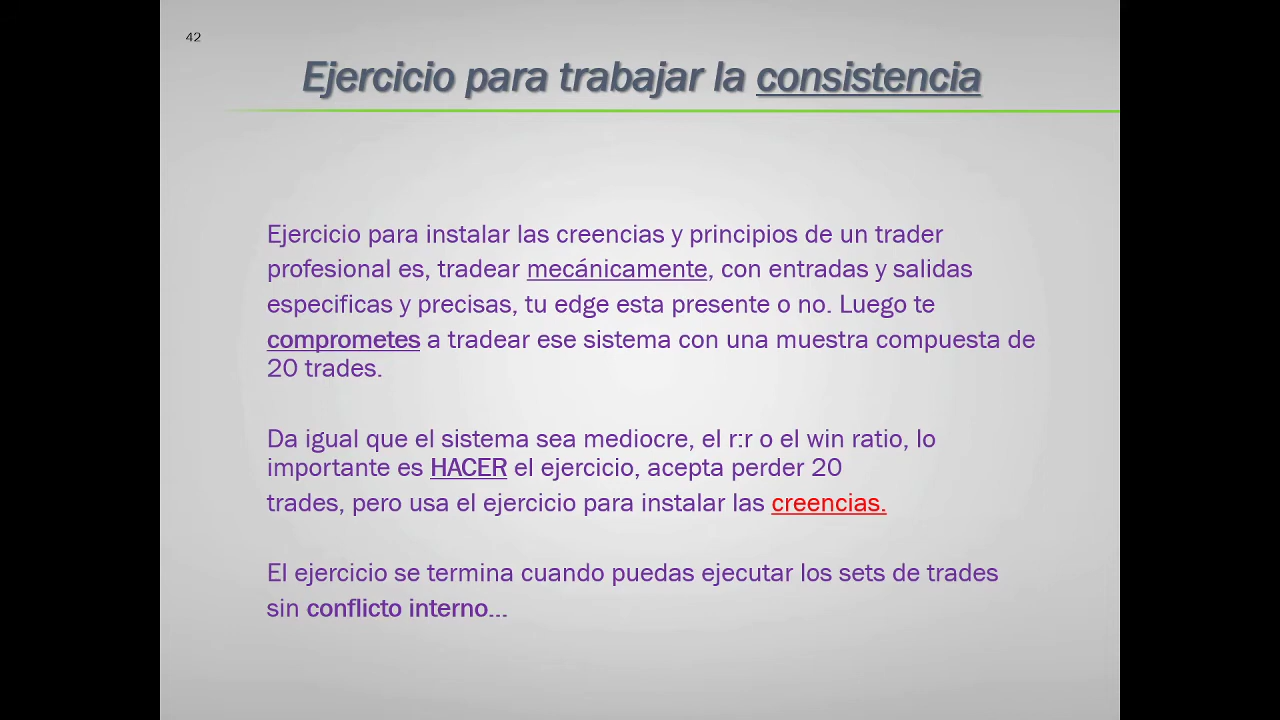 42
Ejercicio para trabajar la consistencia
Ejercicio para instalar las creencias y principios de un trader
profesional es, tradear mecánicamente, con entradas y salidas
especificas y precisas, tu edge esta presente o no. Luego te
comprometes a tradear ese sistema con una muestra compuesta de
20 trades.
Da igual que el sistema sea mediocre, el r:r o el win ratio, lo
importante es HACER el ejercicio, acepta perder 20
trades, pero usa el ejercicio para instalar las creencias.
El ejercicio se termina cuando puedas ejecutar los sets de trades
sin conflicto interno...